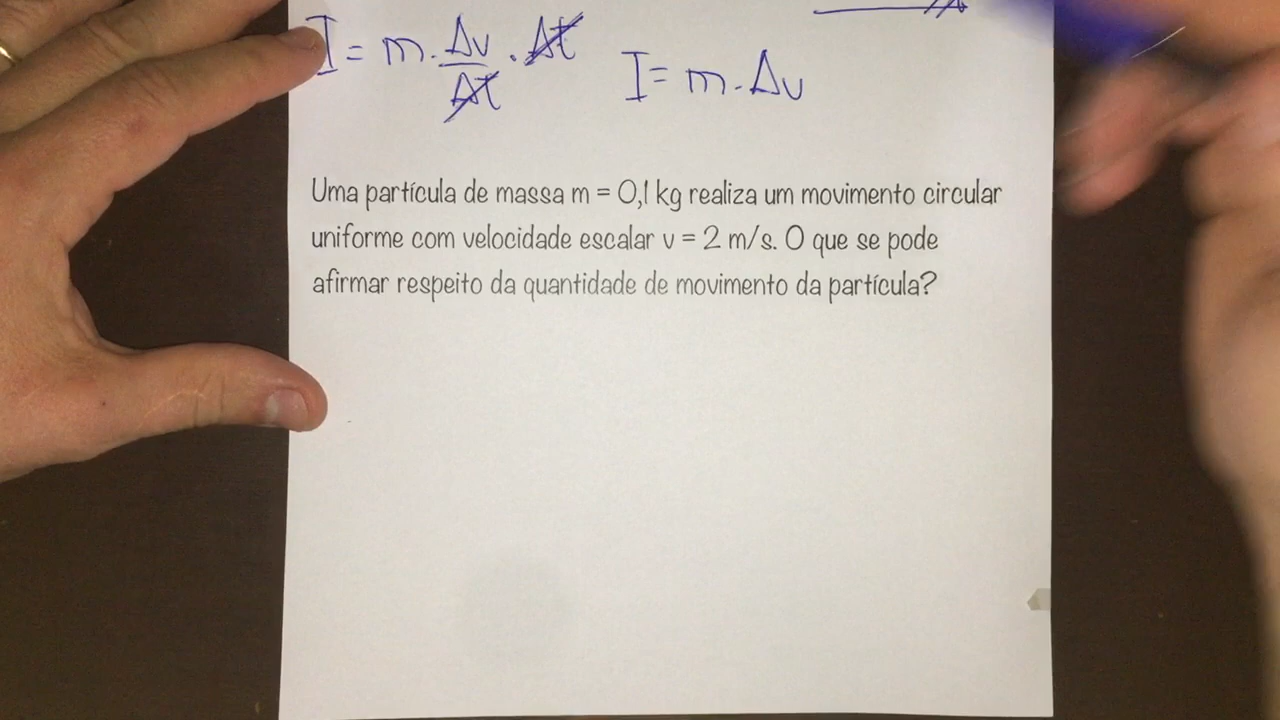 I = m. Δv/Δt . Δt I = m. Δv
Uma partícula de massa m = 0,1 kg realiza um movimento circular
uniforme com velocidade escalar v = 2 m/s. O que se pode
afirmar respeito da quantidade de movimento da partícula?